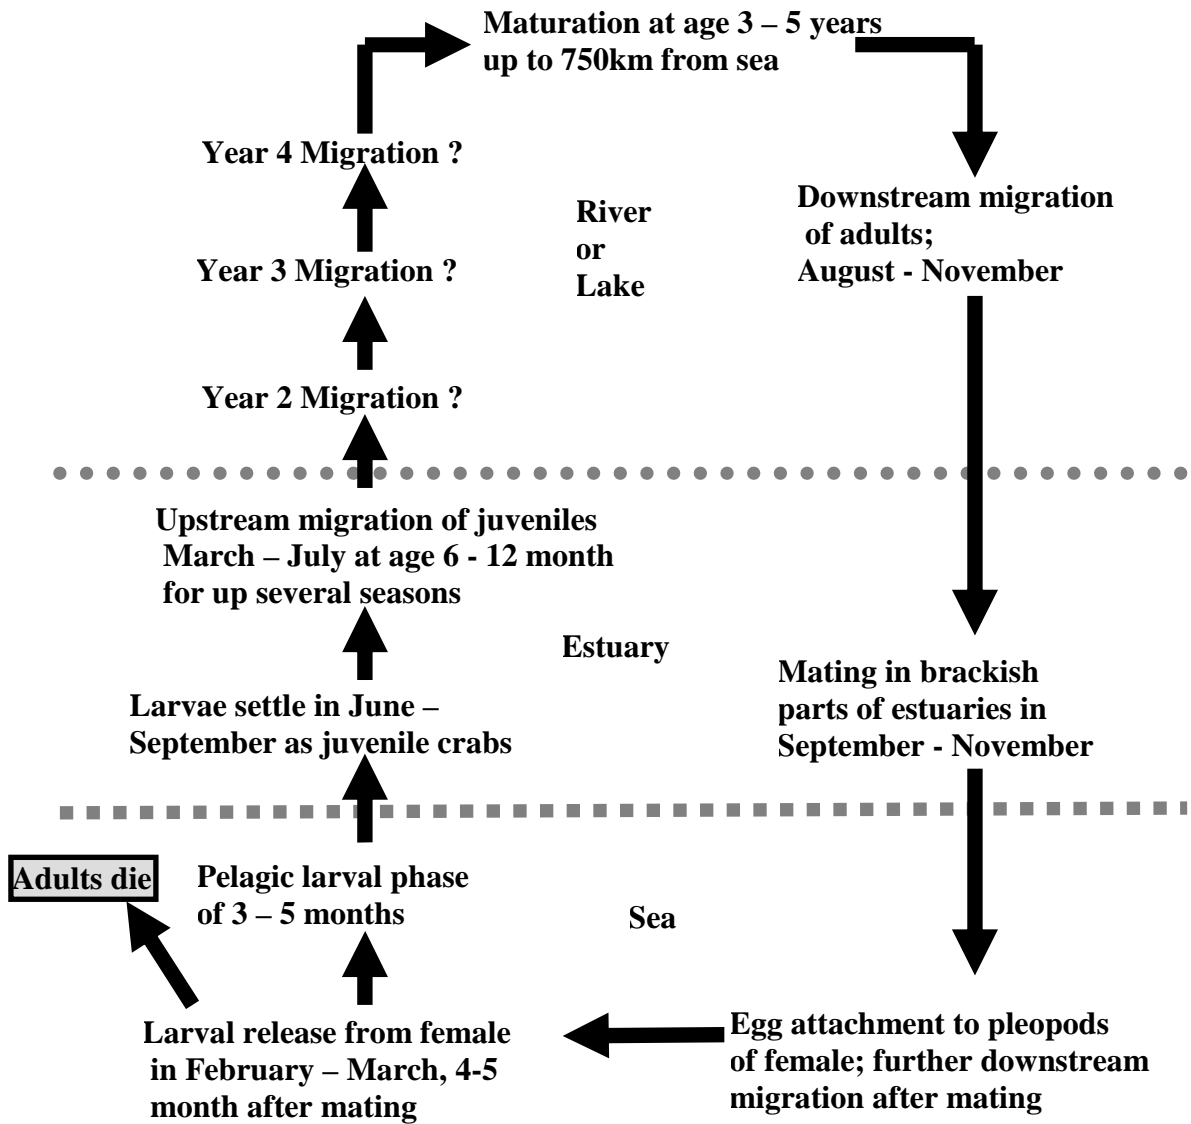 Maturation at age 3 – 5 years
up to 750km from sea
Year 4 Migration ?
River
or
Lake
Downstream migration
of adults;
August - November
Year 3 Migration ?
Year 2 Migration ?
Upstream migration of juveniles
March – July at age 6 - 12 month
for up several seasons
Estuary
Mating in brackish
parts of estuaries in
September - November
Larvae settle in June –
September as juvenile crabs
Adults die
Pelagic larval phase
of 3 – 5 months
Sea
Egg attachment to pleopods
of female; further downstream
migration after mating
Larval release from female
in February – March, 4-5
month after mating